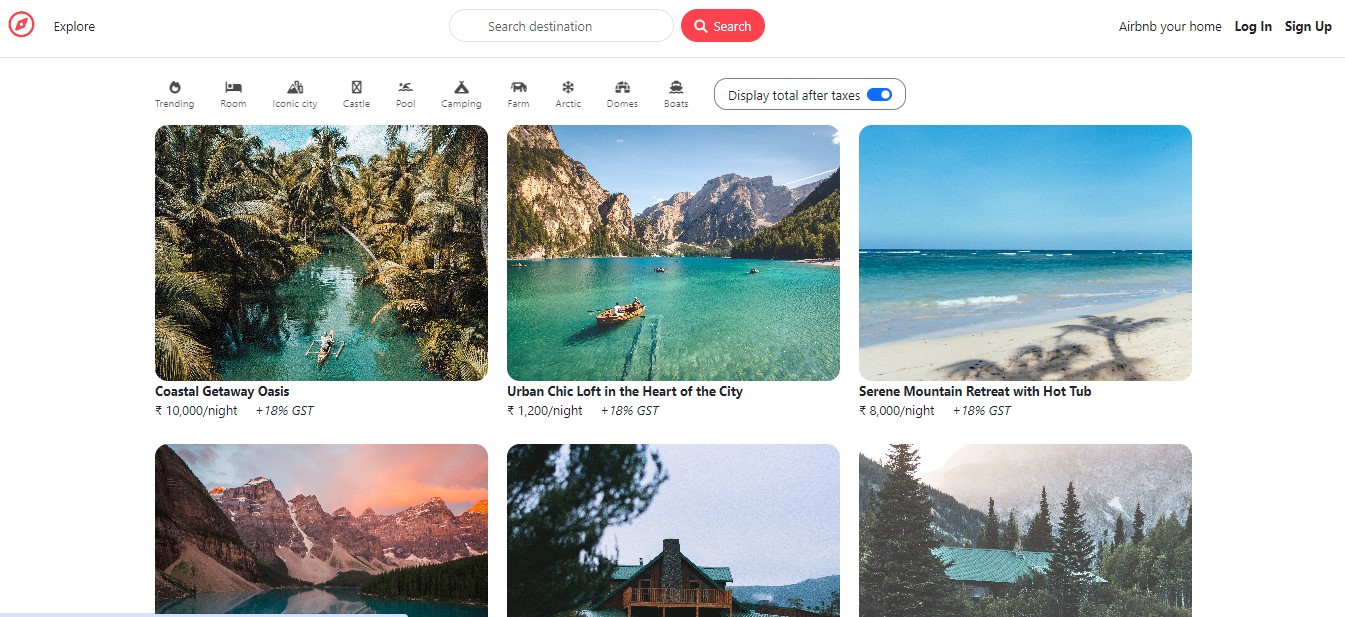 Explore
Search destination
Search
Airbnb your home Log In Sign Up
Trending Room Iconic city Castle Pool Camping Farm Arctic Domes Boats
Display total after taxes
Coastal Getaway Oasis
₹ 10,000/night +18% GST
Urban Chic Loft in the Heart of the City
₹ 1,200/night +18% GST
Serene Mountain Retreat with Hot Tub
₹ 8,000/night +18% GST